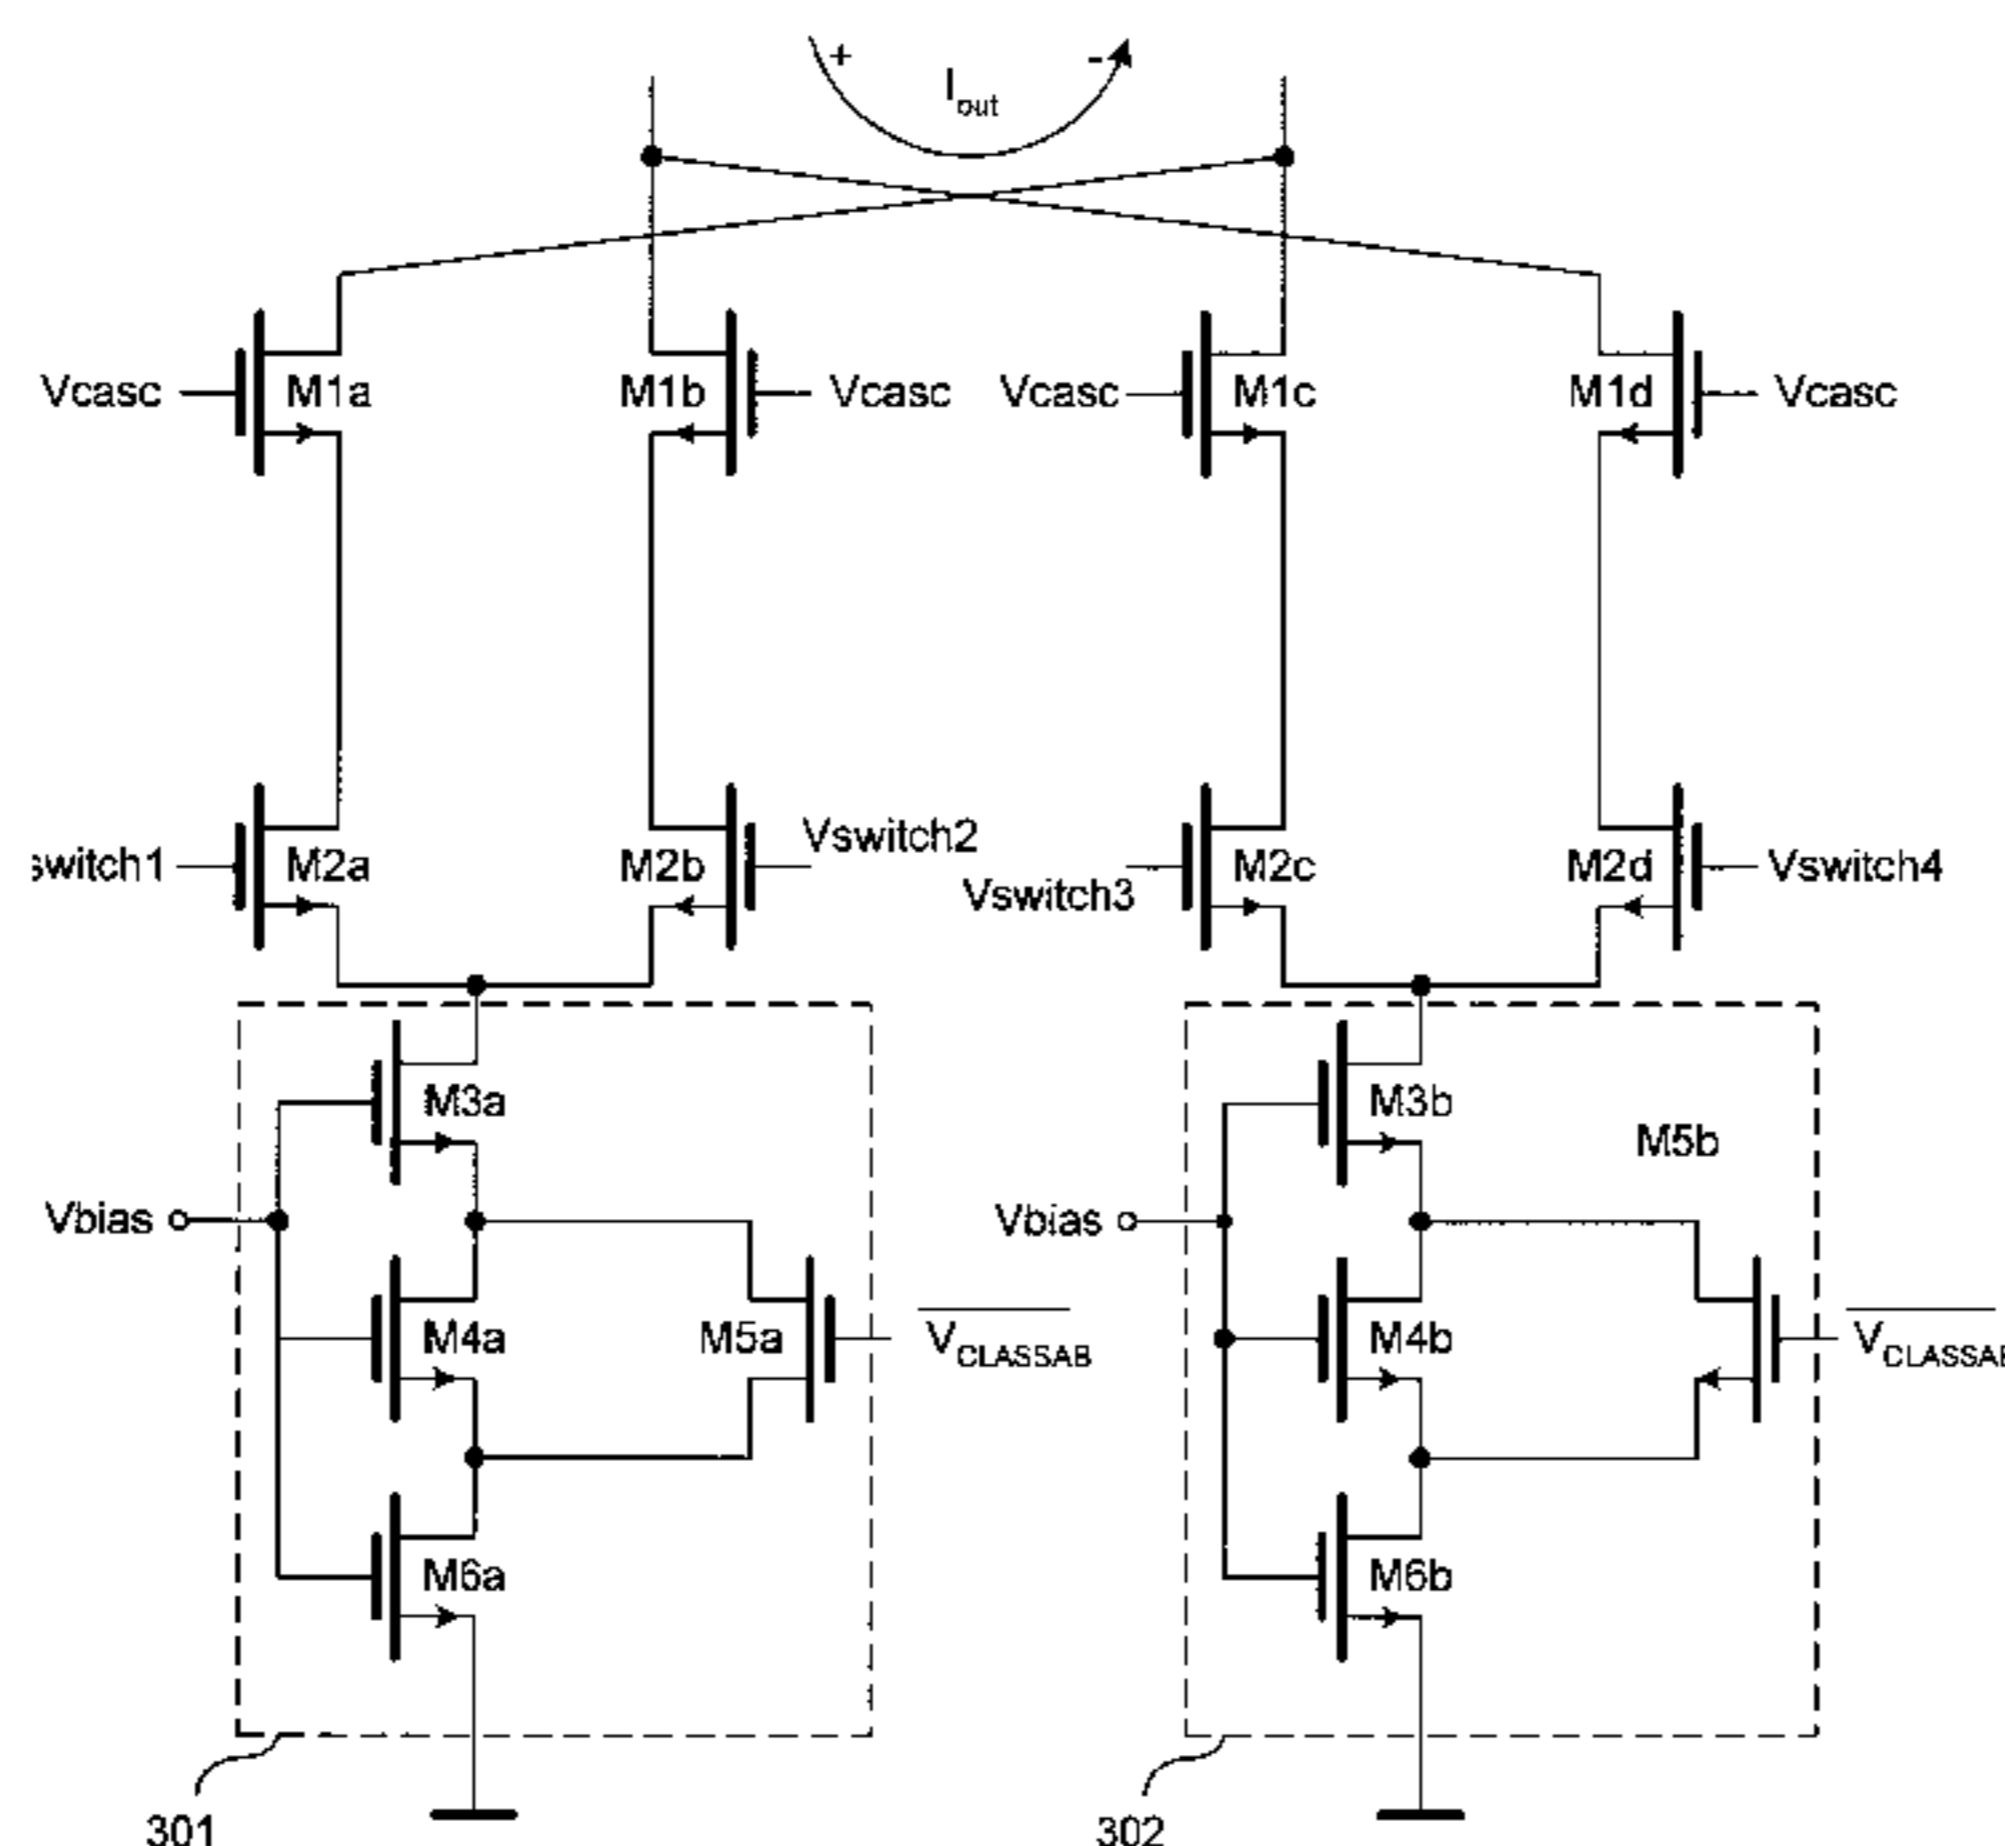 + Iout -
Vcasc M1a M1b Vcasc Vcasc M1c M1d Vcasc
switch1 M2a M2b Vswitch2 Vswitch3 M2c M2d Vswitch4
M3a M3b
M5b
Vbias Vbias
M4a M5a VCLASSAB M4b VCLASSAB
M6a M6b
301 302